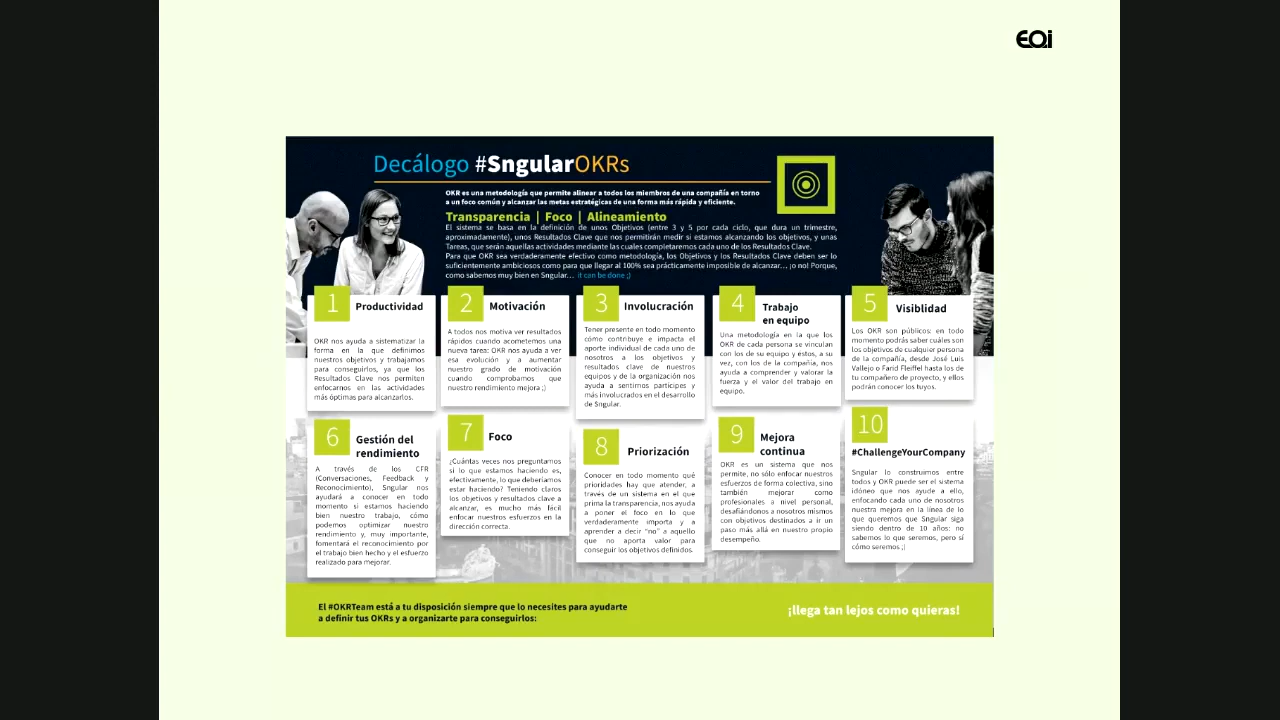 EOi
Decálogo #SngularOKRs
OKR es una metodología que permite alinear a todos los miembros de una compañía en torno
a un foco común y alcanzar las metas estratégicas de una forma más rápida y eficiente.
Transparencia | Foco | Alineamiento
El sistema se basa en la definición de unos Objetivos (entre 3 y 5 por cada ciclo, que dura un trimestre,
aproximadamente), unos Resultados Clave que nos permitirán medir si estamos alcanzando los objetivos, y unas
Tareas, que serán aquellas actividades mediante las cuales completaremos cada uno de los Resultados Clave.
Para que OKR sea verdaderamente efectivo como metodología, los Objetivos y los Resultados Clave deben ser lo
suficientemente ambiciosos como para que llegar al 100% sea prácticamente imposible de alcanzar... ¡o no! Porque,
como sabemos muy bien en Sngular... it can be done ;)
1 Productividad
OKR nos ayuda a sistematizar la
forma en la que definimos
nuestros objetivos y trabajamos
para conseguirlos, ya que los
Resultados Clave nos permiten
enfocarnos en las actividades
más óptimas para alcanzarlos.
2 Motivación
A todos nos motiva ver resultados
rápidos cuando acometemos una
nueva tarea: OKR nos ayuda a ver
esa evolución y a aumentar
nuestro grado de motivación
cuando comprobamos que
nuestro rendimiento mejora ;)
3 Involucración
Tener presente en todo momento
cómo contribuye e impacta el
aporte individual de cada uno de
nosotros a los objetivos y
resultados clave de nuestros
equipos y de la organización nos
ayuda a sentirnos partícipes y
más involucrados en el desarrollo
de Sngular.
4 Trabajo
en equipo
Una metodología en la que los
OKR de cada persona se vinculan
con los de su equipo y éstos, a su
vez, con los de la compañía, nos
ayuda a comprender y valorar la
fuerza y el valor del trabajo en
equipo.
5 Visiblidad
Los OKR son públicos; en todo
momento podrás saber cuáles son
los objetivos de cualquier persona
de la compañía, desde José Luis
Vallejo o Farid Fleiffel hasta los de
tu compañero de proyecto, y ellos
podrán conocer los tuyos.
6 Gestión del
rendimiento
A través de los CFR
(Conversaciones, Feedback y
Reconocimiento), Sngular nos
ayudará a conocer en todo
momento si estamos haciendo
bien nuestro trabajo, cómo
podemos optimizar nuestro
rendimiento y, muy importante,
fomentará el reconocimiento por
el trabajo bien hecho y el esfuerzo
realizado para mejorar.
7 Foco
¿Cuántas veces nos preguntamos
si lo que estamos haciendo es,
efectivamente, lo que deberíamos
estar haciendo? Teniendo claros
los objetivos y resultados clave a
alcanzar, es mucho más fácil
enfocar nuestros esfuerzos en la
dirección correcta.
8 Priorización
Conocer en todo momento qué
prioridades hay que atender, a
través de un sistema en el que
prima la transparencia, nos ayuda
a poner el foco en lo que
verdaderamente importa y a
aprender a decir “no” a aquello
que no aporta valor para
conseguir los objetivos definidos.
9 Mejora
continua
OKR es un sistema que nos
permite, no sólo enfocar nuestros
esfuerzos de forma colectiva, sino
también mejorar como
profesionales a nivel personal,
desafiándonos a nosotros mismos
con objetivos destinados a ir un
paso más allá en nuestro propio
desempeño.
10
#ChallengeYourCompany
Sngular lo construimos entre
todos y OKR puede ser el sistema
idóneo que nos ayude a ello,
enfocando cada uno de nosotros
nuestra mejora en la línea de lo
que queremos que Sngular siga
siendo dentro de 10 años: no
sabemos lo que seremos, pero sí
cómo seremos ;)
El #OKRTeam está a tu disposición siempre que lo necesites para ayudarte
a definir tus OKRs y a organizarte para conseguirlos:
¡llega tan lejos como quieras!